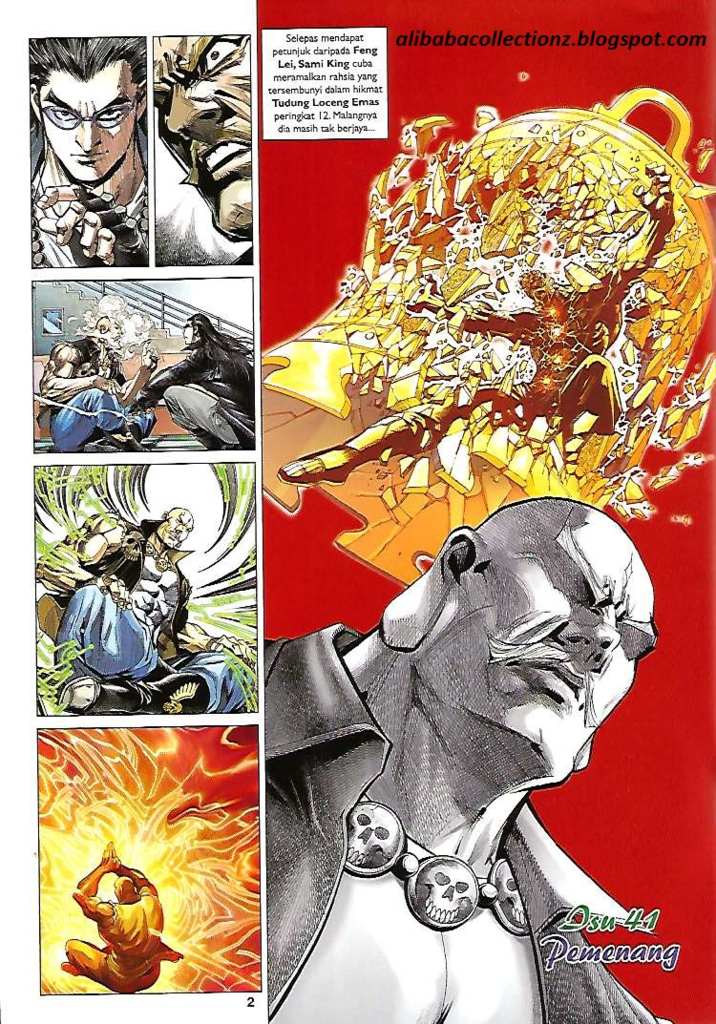 Selepas mendapat
petunjuk daripada Feng
Lei, Sami King cuba
meramalkan rahsia yang
tersembunyi dalam hikmat
Tudung Loceng Emas
peringkat 12. Malangnya
dia masih tak berjaya...
alibabacollectionz.blogspot.com
Isu 41
Pemenang
2